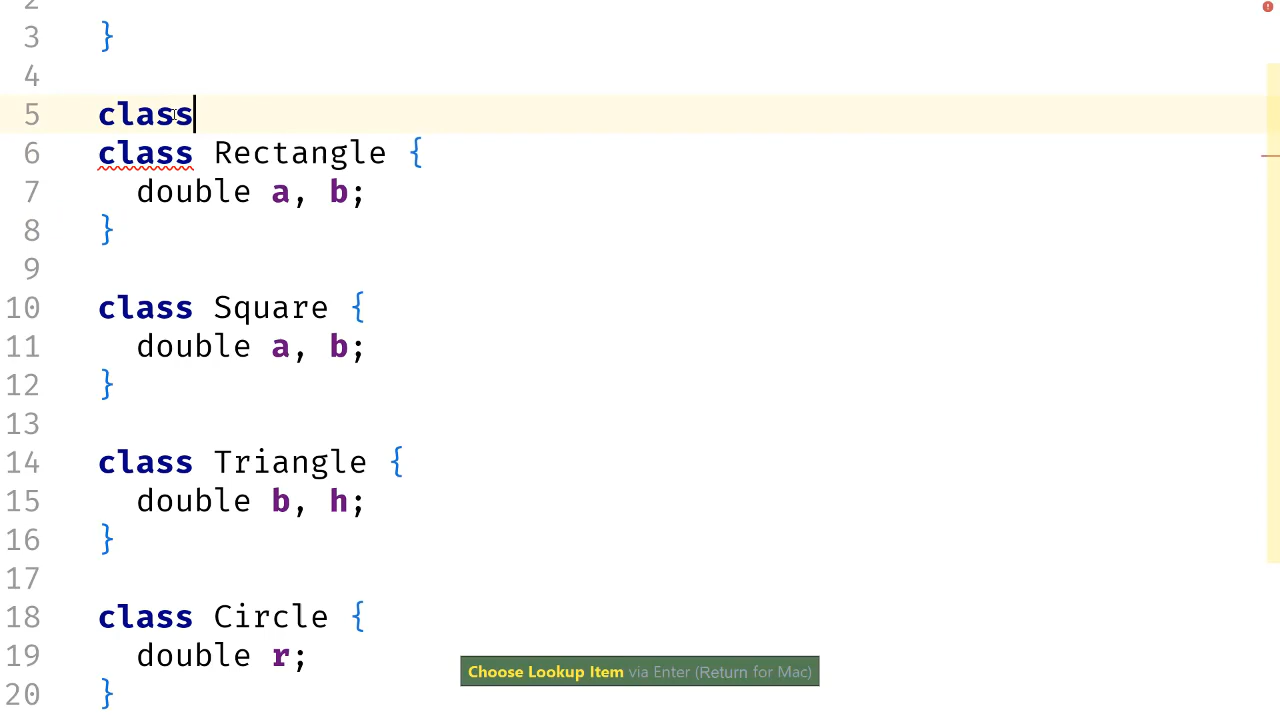 2
3 }
4
5 class
6 class Rectangle {
7 double a, b;
8 }
9
10 class Square {
11 double a, b;
12 }
13
14 class Triangle {
15 double b, h;
16 }
17
18 class Circle {
19 double r;
20 }
Choose Lookup Item via Enter (Return for Mac)